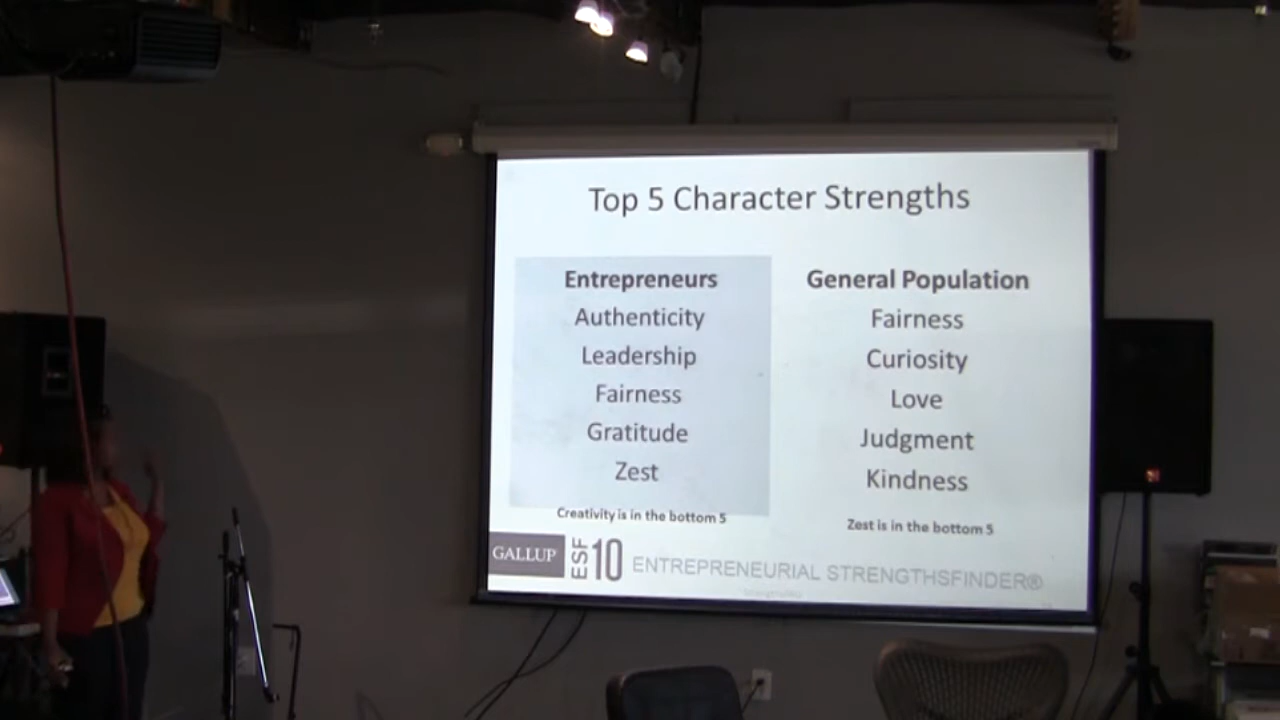 Top 5 Character Strengths
Entrepreneurs
Authenticity
Leadership
Fairness
Gratitude
Zest
Creativity is in the bottom 5
General Population
Fairness
Curiosity
Love
Judgment
Kindness
Zest is in the bottom 5
GALLUP
ESF
10
ENTREPRENEURIAL STRENGTHSFINDER®